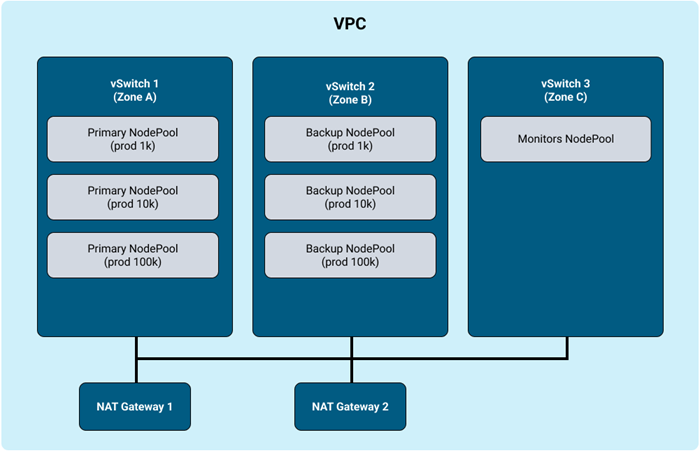 VPC
vSwitch 1
(Zone A)
Primary NodePool
(prod 1k)
Primary NodePool
(prod 10k)
Primary NodePool
(prod 100k)
vSwitch 2
(Zone B)
Backup NodePool
(prod 1k)
Backup NodePool
(prod 10k)
Backup NodePool
(prod 100k)
vSwitch 3
(Zone C)
Monitors NodePool
NAT Gateway 1
NAT Gateway 2